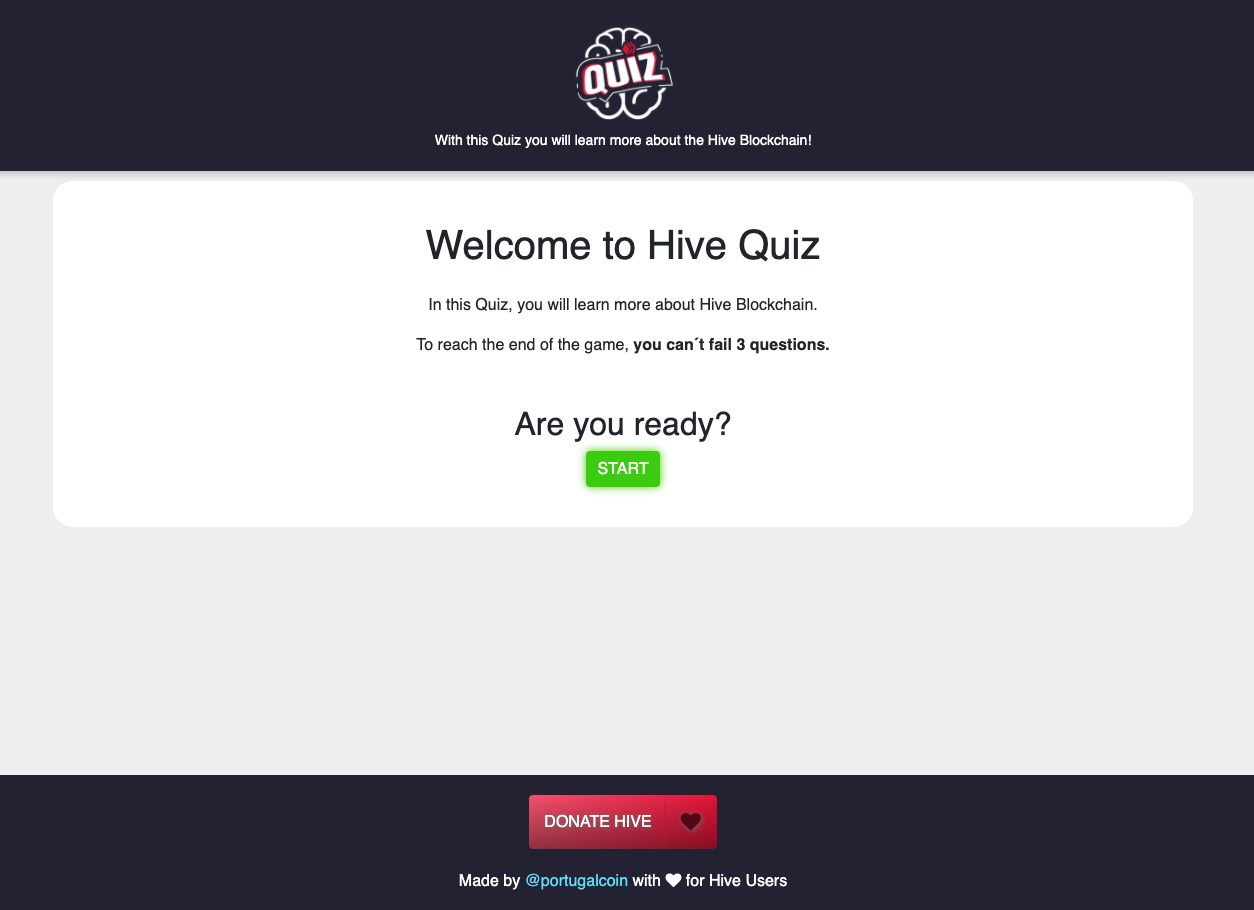 QUIZ
With this Quiz you will learn more about the Hive Blockchain!
Welcome to Hive Quiz
In this Quiz, you will learn more about Hive Blockchain.
To reach the end of the game, you can´t fail 3 questions.
Are you ready?
START
DONATE HIVE
Made by @portugalcoin with for Hive Users